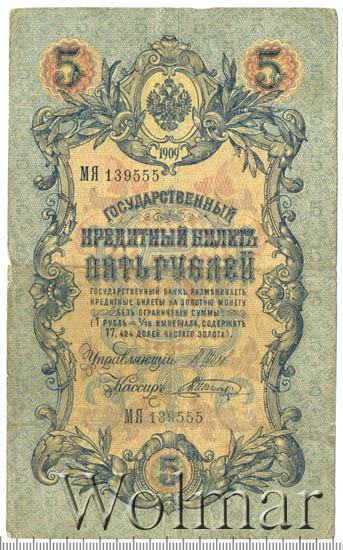 5 5
1909
МЯ 139555
ГОСУДАРСТВЕННЫЙ
КРЕДИТНЫЙ БИЛЕТЪ
ПЯТЬ РУБЛЕЙ
ГОСУДАРСТВЕННЫЙ БАНКЪ РАЗМѢНИВАЕТЪ
КРЕДИТНЫЕ БИЛЕТЫ НА ЗОЛОТУЮ МОНЕТУ
БЕЗЪ ОГРАНИЧЕНІЯ СУММЫ
(1 РУБЛЬ = 1/15 ИМПЕРІАЛА, СОДЕРЖИТЪ
17,424 ДОЛЕЙ ЧИСТАГО ЗОЛОТА).
Управляющій
Кассиръ
МЯ 139555
5
Wolmar